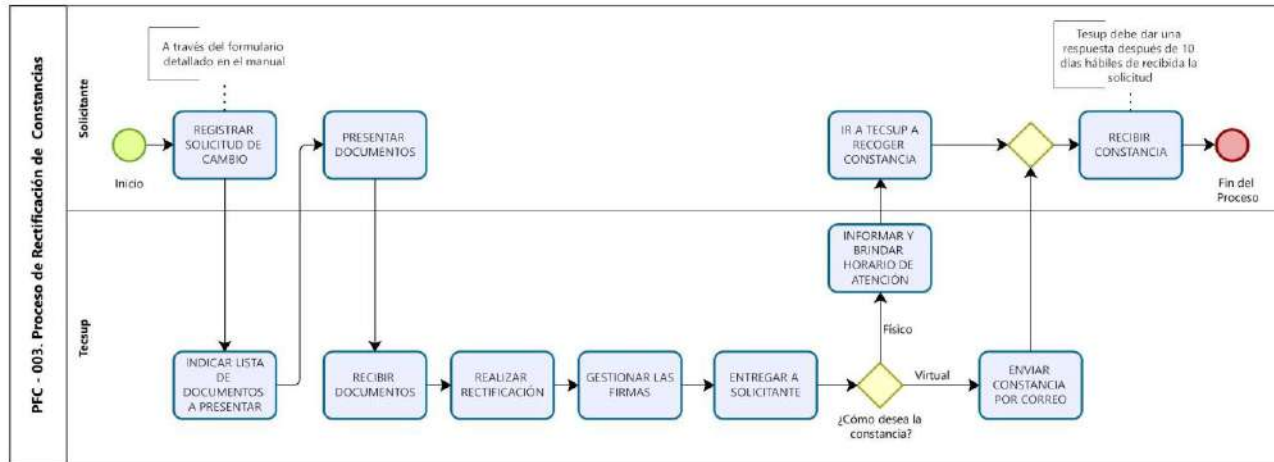 PFC - 003. Proceso de Rectificación de Constancias
Solicitante
A través del formulario
detallado en el manual
Tesup debe dar una
respuesta después de 10
días hábiles de recibida la
solicitud
Inicio
REGISTRAR
SOLICITUD DE
CAMBIO
PRESENTAR
DOCUMENTOS
IR A TECSUP A
RECOGER
CONSTANCIA
RECIBIR
CONSTANCIA
Fin del
Proceso
Tecsup
INFORMAR Y
BRINDAR
HORARIO DE
ATENCIÓN
Físico
INDICAR LISTA
DE
DOCUMENTOS
A PRESENTAR
RECIBIR
DOCUMENTOS
REALIZAR
RECTIFICACIÓN
GESTIONAR LAS
FIRMAS
ENTREGAR A
SOLICITANTE
¿Cómo desea la
constancia?
Virtual
ENVIAR
CONSTANCIA
POR CORREO